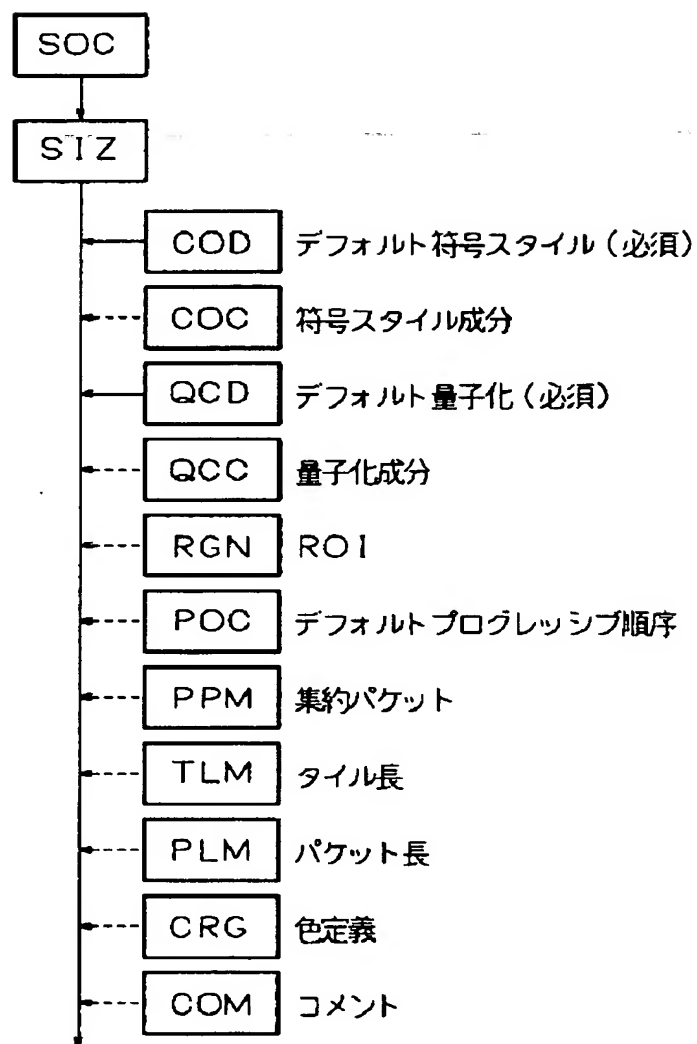 SOC
SIZ
COD デフォルト符号スタイル（必須）
COC 符号スタイル成分
QCD デフォルト量子化（必須）
QCC 量子化成分
RGN ROI
POC デフォルトプログレッシブ順序
PPM 集約パケット
TLM タイル長
PLM パケット長
CRG 色定義
COM コメント